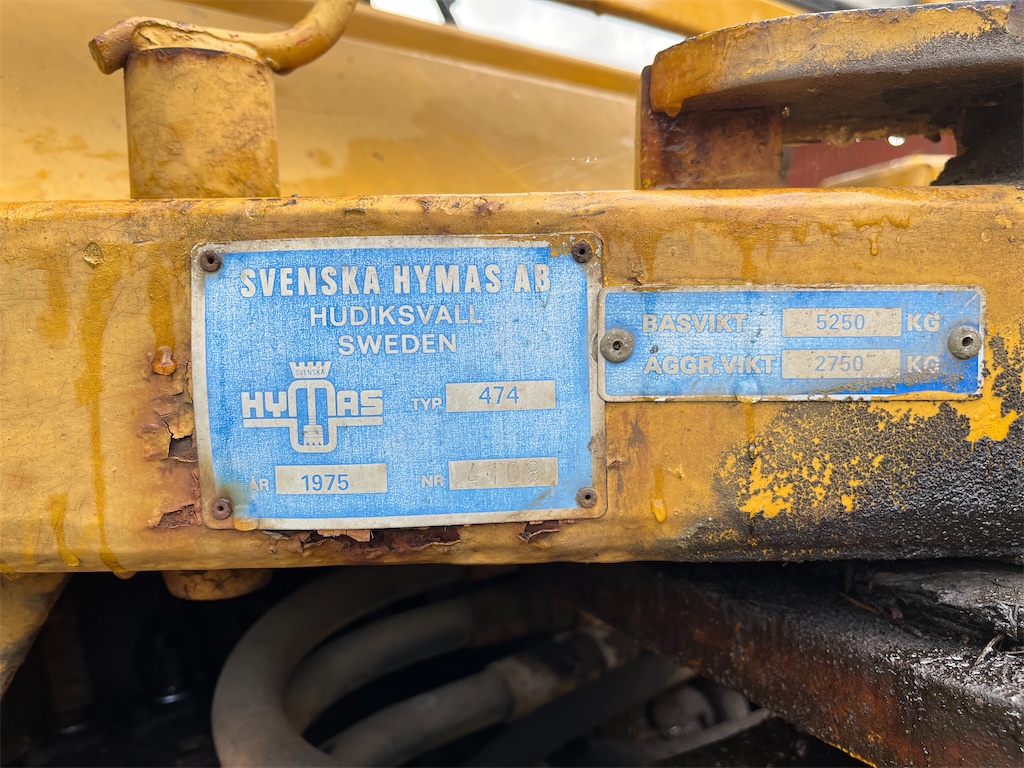 SVENSKA HYMAS AB
HUDIKSVALL
SWEDEN
SVENSKA
HYMAS
TYP 474
ÅR 1975 NR 4108
BASVIKT 5250 KG
AGGR.VIKT 2750 KG